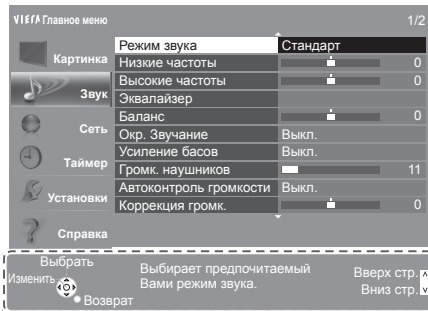 VIErA Главное меню 1/2
Картинка
Звук
Сеть
Таймер
Установки
Справка
Режим звука Стандарт
Низкие частоты 0
Высокие частоты 0
Эквалайзер
Баланс 0
Окр. Звучание Выкл.
Усиление басов Выкл.
Громк. наушников 11
Автоконтроль громкости Выкл.
Коррекция громк. 0
Выбрать
Изменить
Возврат
Выбирает предпочитаемый
Вами режим звука.
Вверх стр.
Вниз стр.